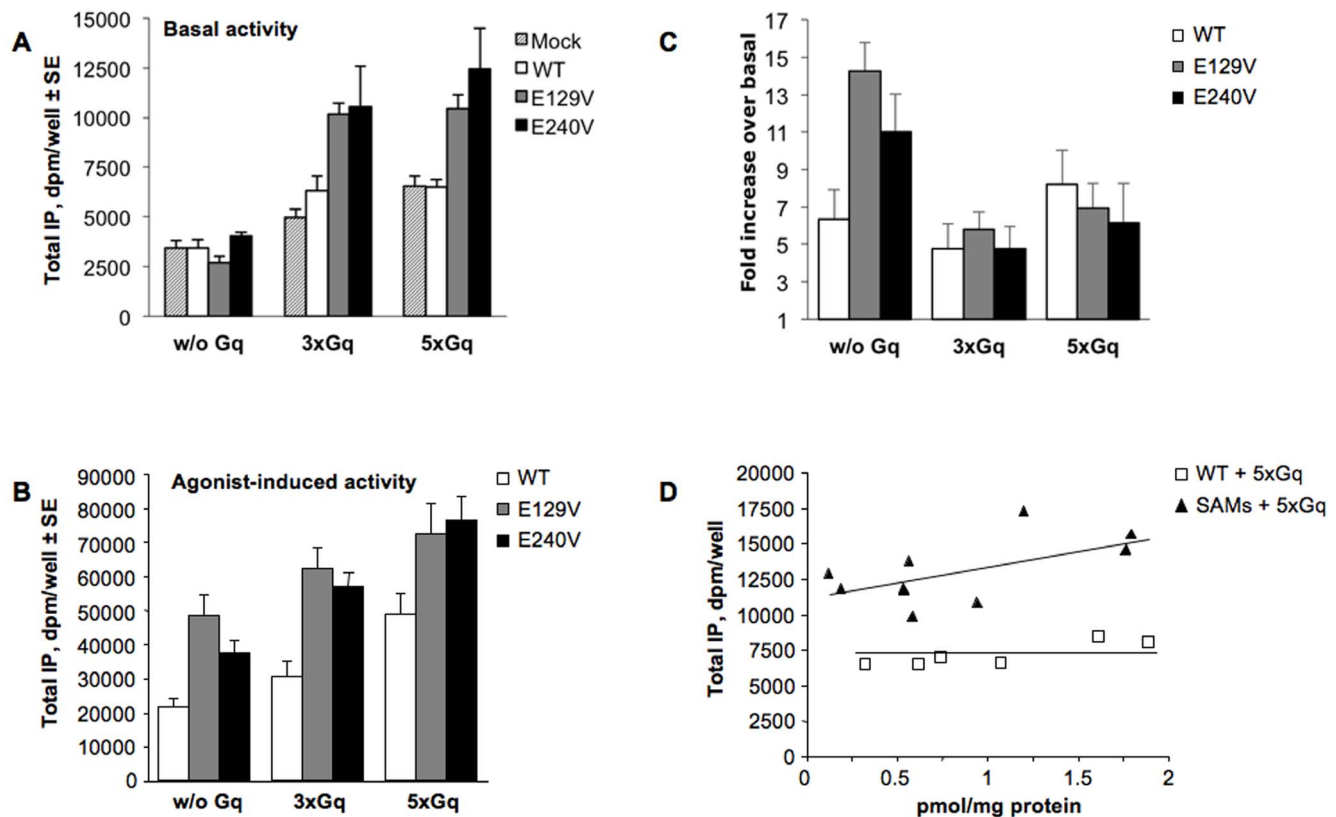 A
Basal activity
Total IP, dpm/well ± SE
15000
12500
10000
7500
5000
2500
0
w/o Gq 3xGq 5xGq
Mock
WT
E129V
E240V
C
Fold increase over basal
17
15
13
11
9
7
5
3
1
w/o Gq 3xGq 5xGq
WT
E129V
E240V
B
Agonist-induced activity
Total IP, dpm/well ± SE
90000
80000
70000
60000
50000
40000
30000
20000
10000
0
w/o Gq 3xGq 5xGq
WT
E129V
E240V
D
Total IP, dpm/well
20000
17500
15000
12500
10000
7500
5000
2500
0
0 0.5 1 1.5 2
pmol/mg protein
WT + 5xGq
SAMs + 5xGq